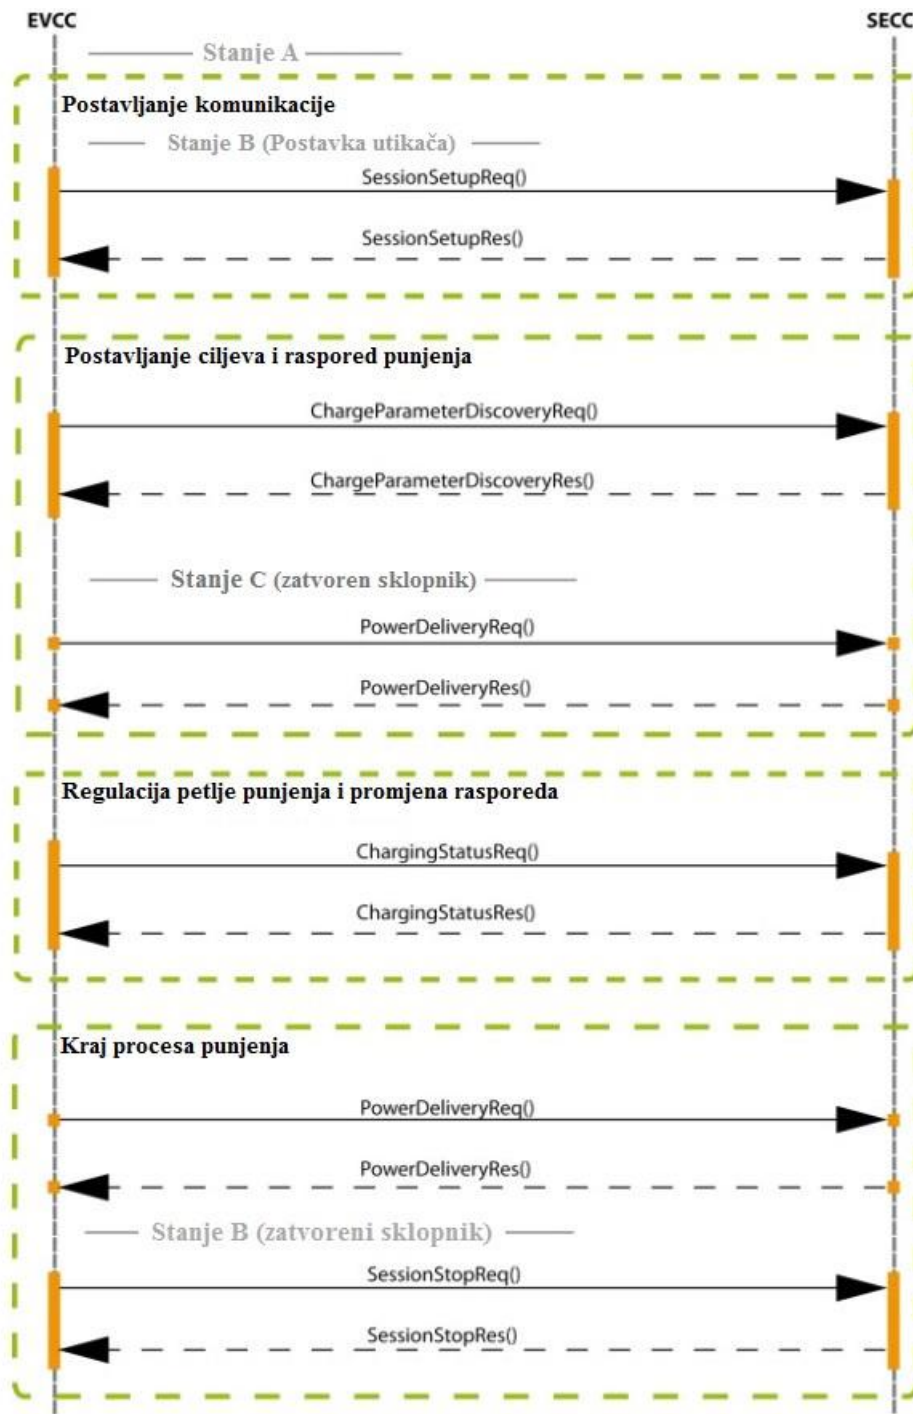 EVCC
SECC
Stanje A
Postavljanje komunikacije
Stanje B (Postavka utikača)
SessionSetupReq()
SessionSetupRes()
Postavljanje ciljeva i raspored punjenja
ChargeParameterDiscoveryReq()
ChargeParameterDiscoveryRes()
Stanje C (zatvoren sklopnik)
PowerDeliveryReq()
PowerDeliveryRes()
Regulacija petlje punjenja i promjena rasporeda
ChargingStatusReq()
ChargingStatusRes()
Kraj procesa punjenja
PowerDeliveryReq()
PowerDeliveryRes()
Stanje B (zatvoreni sklopnik)
SessionStopReq()
SessionStopRes()